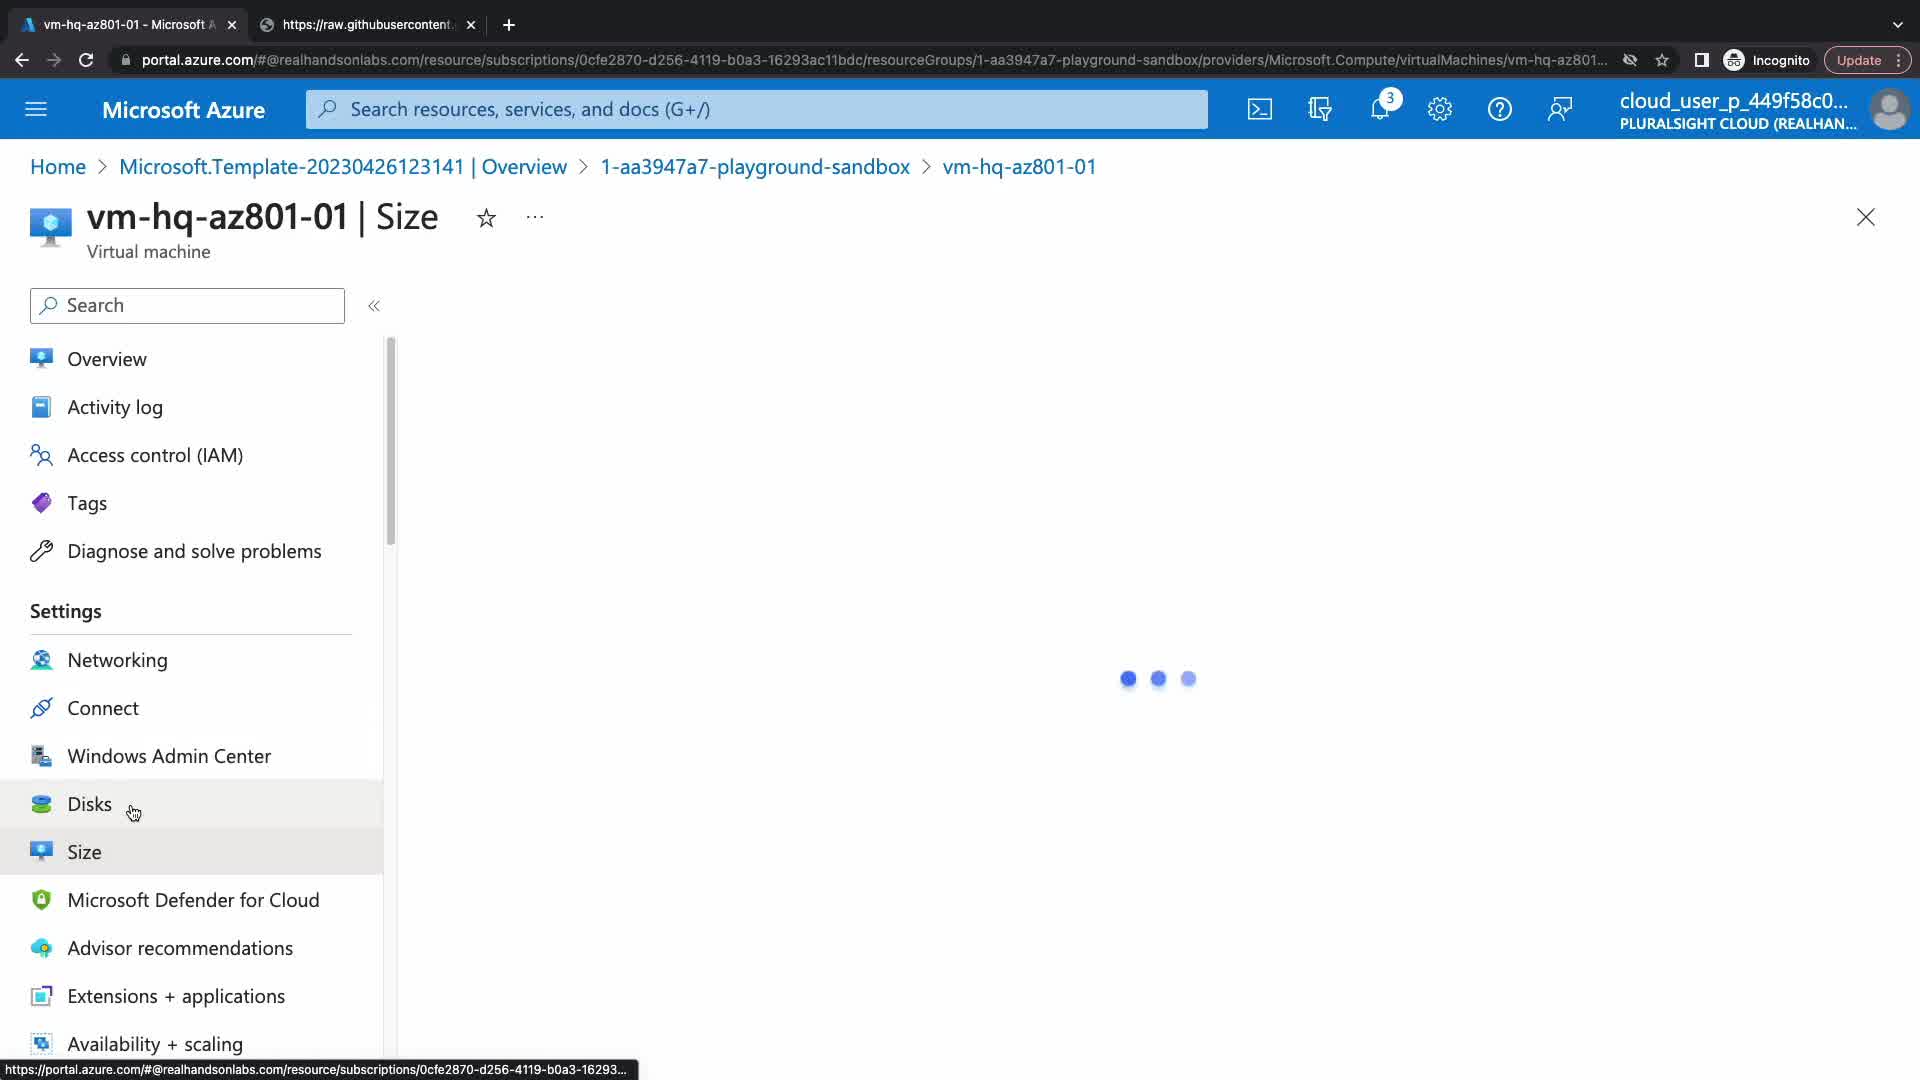 vm-hq-az801-01 - Microsoft A
https://raw.githubusercontent.
portal.azure.com/#@realhandsonlabs.com/resource/subscriptions/0cfe2870-d256-4119-b0a3-16293ac11bdc/resourceGroups/1-aa3947a7-playground-sandbox/providers/Microsoft.Compute/virtualMachines/vm-hq-az801...
Incognito
Update
Microsoft Azure
Search resources, services, and docs (G+/)
3
cloud_user_p_449f58c0...
PLURALSIGHT CLOUD (REALHAN...
Home > Microsoft.Template-20230426123141 | Overview > 1-aa3947a7-playground-sandbox > vm-hq-az801-01
vm-hq-az801-01 | Size
Virtual machine
Search
Overview
Activity log
Access control (IAM)
Tags
Diagnose and solve problems
Settings
Networking
Connect
Windows Admin Center
Disks
Size
Microsoft Defender for Cloud
Advisor recommendations
Extensions + applications
Availability + scaling
https://portal.azure.com/#@realhandsonlabs.com/resource/subscriptions/0cfe2870-d256-4119-b0a3-16293...